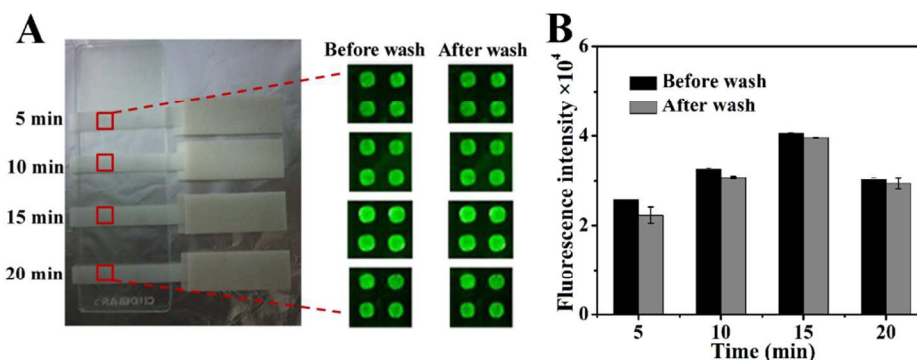 A
Before wash After wash
5 min
10 min
15 min
20 min
B
Fluorescence intensity ×10⁴
6
4
2
0
Before wash
After wash
5 10 15 20
Time (min)